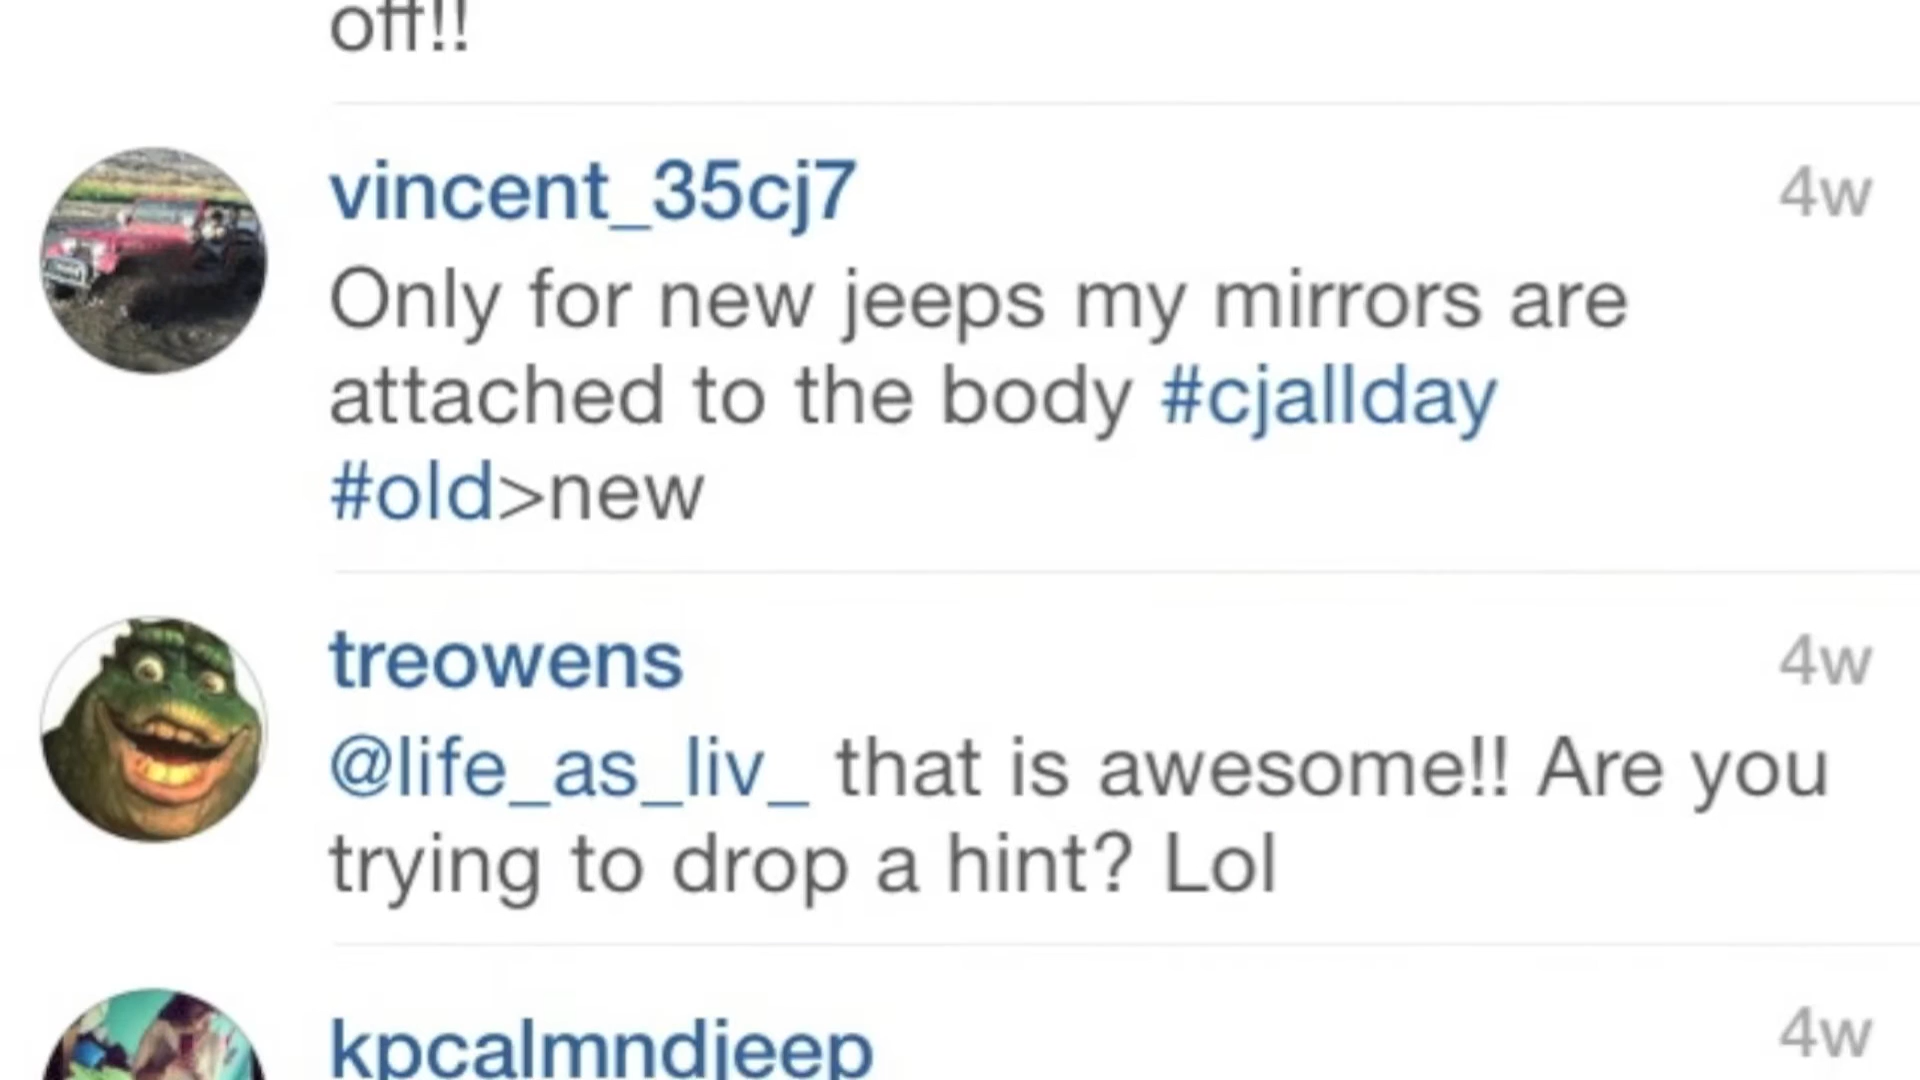 off!!
vincent_35cj7
4w
Only for new jeeps my mirrors are
attached to the body #cjallday
#old>new
treowens
4w
@life_as_liv_ that is awesome!! Are you
trying to drop a hint? Lol
kpcalmndjeep
4w